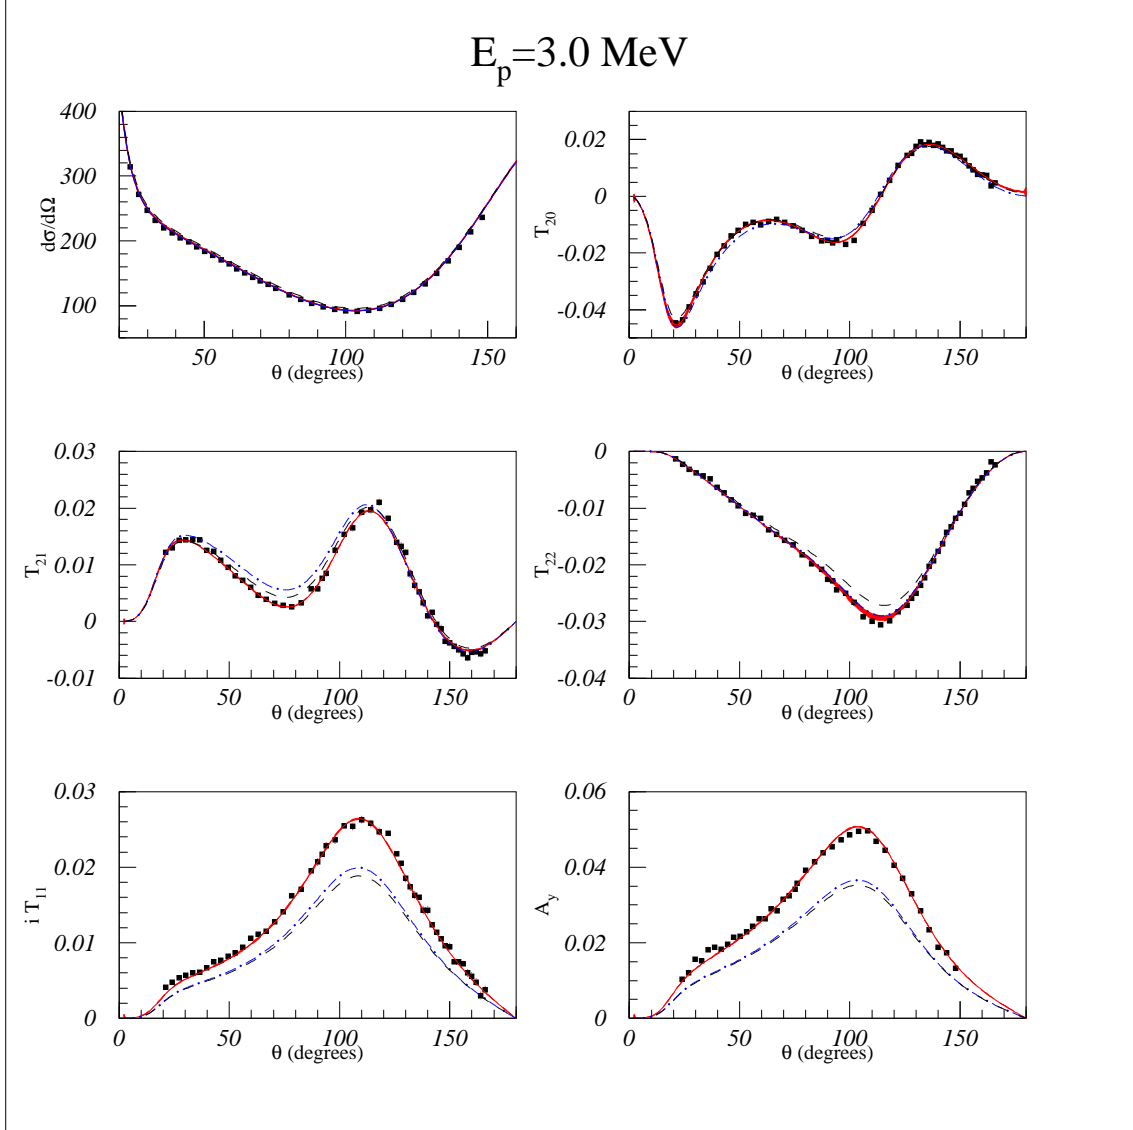 E_p=3.0 MeV
400
300
200
100
dσ/dΩ
50 100 150
θ (degrees)
0.02
0
-0.02
-0.04
T_20
0 50 100 150
θ (degrees)
0.03
0.02
0.01
0
-0.01
T_21
0 50 100 150
θ (degrees)
0
-0.01
-0.02
-0.03
-0.04
T_22
0 50 100 150
θ (degrees)
0.03
0.02
0.01
0
i T_11
0 50 100 150
θ (degrees)
0.06
0.04
0.02
0
A_y
0 50 100 150
θ (degrees)